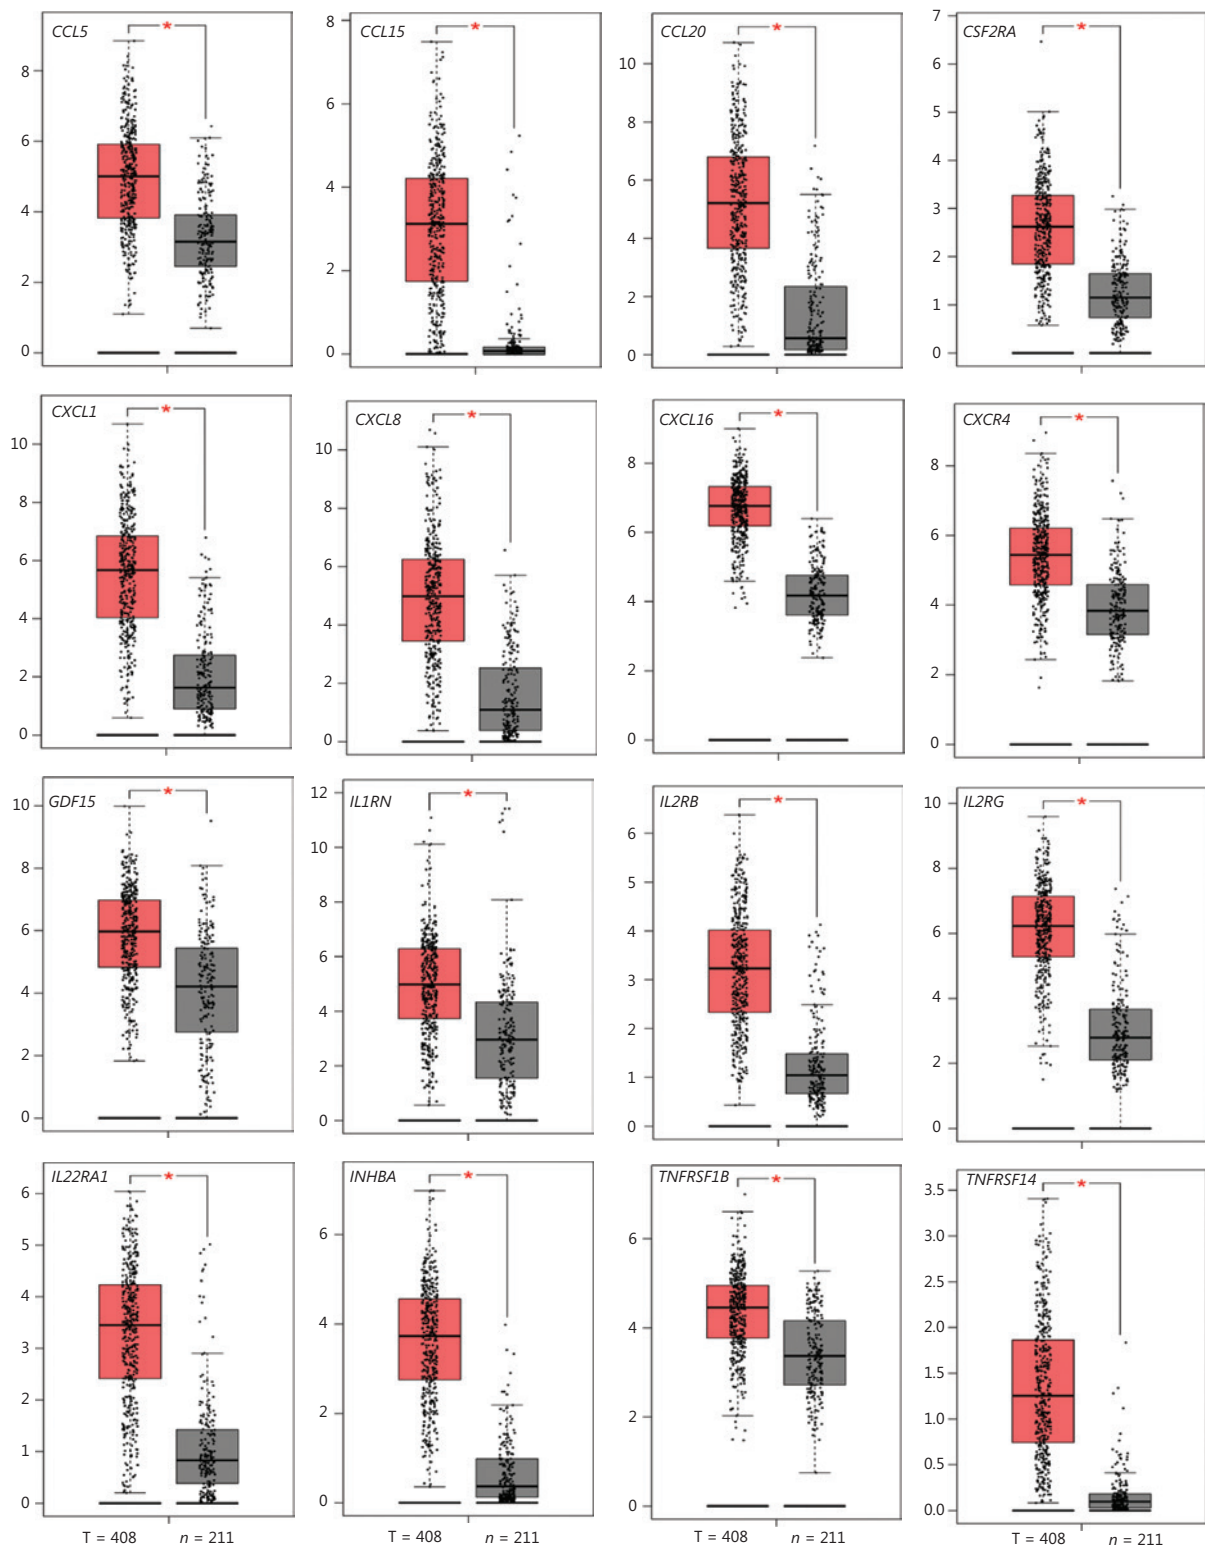 CCL5 * CCL15 * CCL20 * CSF2RA *
8 6 4 2 0
8 6 4 2 0
10 8 6 4 2 0
7 6 5 4 3 2 1 0
CXCL1 * CXCL8 * CXCL16 * CXCR4 *
10 8 6 4 2 0
10 8 6 4 2 0
8 6 4 2 0
8 6 4 2 0
GDF15 * IL1RN * IL2RB * IL2RG *
10 8 6 4 2 0
12 10 8 6 4 2 0
6 5 4 3 2 1 0
10 8 6 4 2 0
IL22RA1 * INHBA * TNFRSF1B * TNFRSF14 *
6 5 4 3 2 1 0
6 4 2 0
6 4 2 0
3.5 3.0 2.5 2.0 1.5 1.0 0.5 0.0
T = 408 n = 211 T = 408 n = 211 T = 408 n = 211 T = 408 n = 211